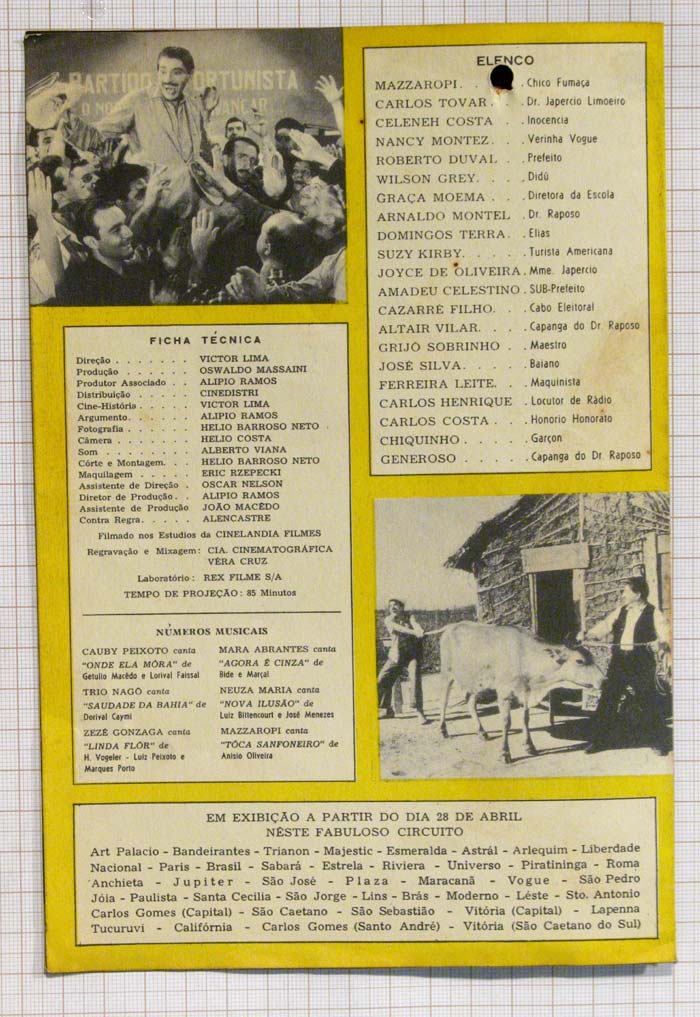 PARTIDO OPORTUNISTA
ELENCO
MAZZAROPI . . . . Chico Fumaça
CARLOS TOVAR . . Dr. Japercio Limoeiro
CELENEH COSTA . . Inocencia
NANCY MONTEZ . . . Verinha Vogue
ROBERTO DUVAL . . Prefeito
WILSON GREY . . . Didú
GRAÇA MOEMA . . . Diretora da Escola
ARNALDO MONTEL . Dr. Raposo
DOMINGOS TERRA . . Elias
SUZY KIRBY . . . . . Turista Americana
JOYCE DE OLIVEIRA . Mme. Japercio
AMADEU CELESTINO . SUB-Prefeito
CAZARRÉ FILHO . . Cabo Eleitoral
ALTAIR VILAR . . . Capanga do Dr Raposo
GRIJÓ SOBRINHO . . Maestro
JOSÉ SILVA . . . . . Baiano
FERREIRA LEITE . . . Maquinista
CARLOS HENRIQUE . Locutor de Rádio
CARLOS COSTA . . . Honorio Honorato
CHIQUINHO . . . . . Garçon
GENEROSO . . . . . Capanga do Dr Raposo
FICHA TÉCNICA
Direção . . . . . . . VICTOR LIMA
Produção . . . . . . OSWALDO MASSAINI
Produtor Associado . . ALIPIO RAMOS
Distribuição . . . . . CINEDISTRI
Cine-História . . . . . VICTOR LIMA
Argumento . . . . . . ALIPIO RAMOS
Fotografia . . . . . . HELIO BARROSO NETO
Câmera . . . . . . . HELIO COSTA
Som . . . . . . . . ALBERTO VIANA
Córte e Montagem . . . HELIO BARROSO NETO
Maquilagem . . . . . . ERIC RZEPECKI
Assistente de Direção . OSCAR NELSON
Diretor de Produção . . ALIPIO RAMOS
Assistente de Produção JOÃO MACÊDO
Contra Regra . . . . . ALENCASTRE
Filmado nos Estudios da CINELANDIA FILMES
Regravação e Mixagem : CIA. CINEMATOGRÁFICA
VÉRA CRUZ
Laboratório : REX FILME S/A
TEMPO DE PROJEÇÃO : 85 Minutos
NÚMEROS MUSICAIS
CAUBY PEIXOTO canta
"ONDE ELA MÓRA" de
Getulio Macêdo e Lorival Faissal
TRIO NAGÔ canta
"SAUDADE DA BAHIA" de
Dorival Caymi
ZEZÉ GONZAGA canta
"LINDA FLÔR" de
H. Vogeler - Luiz Peixoto e
Marques Porto
MARA ABRANTES canta
"AGORA É CINZA" de
Bide e Marçal
NEUZA MARIA canta
"NOVA ILUSÃO" de
Luiz Bittencourt e José Menezes
MAZZAROPI canta
"TÓCA SANFONEIRO" de
Anisio Oliveira
EM EXIBIÇÃO A PARTIR DO DIA 28 DE ABRIL
NÊSTE FABULOSO CIRCUITO
Art Palacio - Bandeirantes - Trianon - Majestic - Esmeralda - Astrál - Arlequim - Liberdade
Nacional - Paris - Brasil - Sabará - Estrela - Riviera - Universo - Piratininga - Roma
Anchieta - Jupiter - São José - Plaza - Maracanã - Vogue - São Pedro
Jóia - Paulista - Santa Cecilia - São Jorge - Lins - Brás - Moderno - Léste - Sto. Antonio
Carlos Gomes (Capital) - São Caetano - São Sebastião - Vitória (Capital) - Lapenna
Tucuruvi - Califórnia - Carlos Gomes (Santo André) - Vitória (São Caetano do Sul)